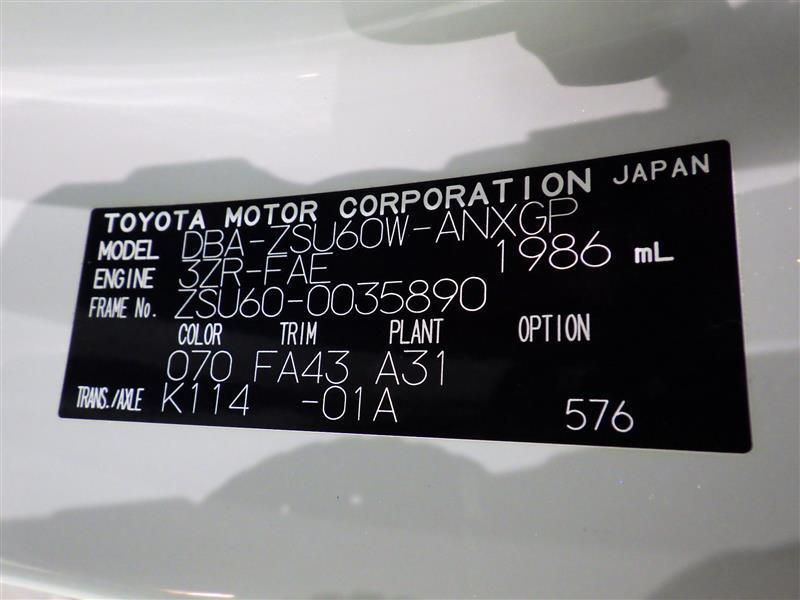 TOYOTA MOTOR CORPORATION JAPAN
MODEL DBA-ZSU60W-ANXGP
ENGINE 3ZR-FAE 1986 mL
FRAME No. ZSU60-0035890
COLOR TRIM PLANT OPTION
070 FA43 A31
TRANS./AXLE K114 -01A 576